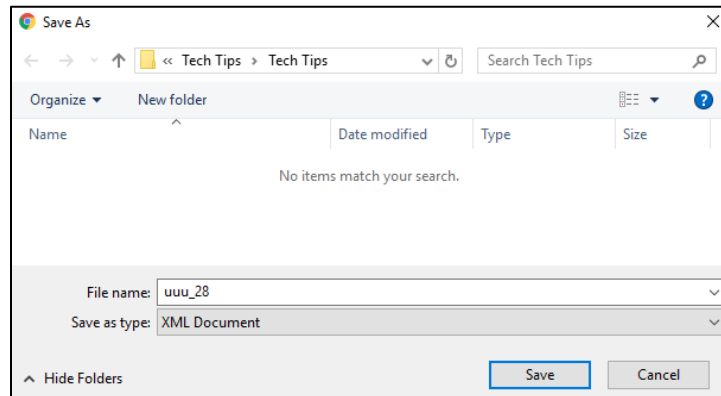 Save As
« Tech Tips › Tech Tips
Search Tech Tips
Organize
New folder
?
Name
Date modified
Type
Size
No items match your search.
File name: uuu_28
Save as type: XML Document
Hide Folders
Save
Cancel